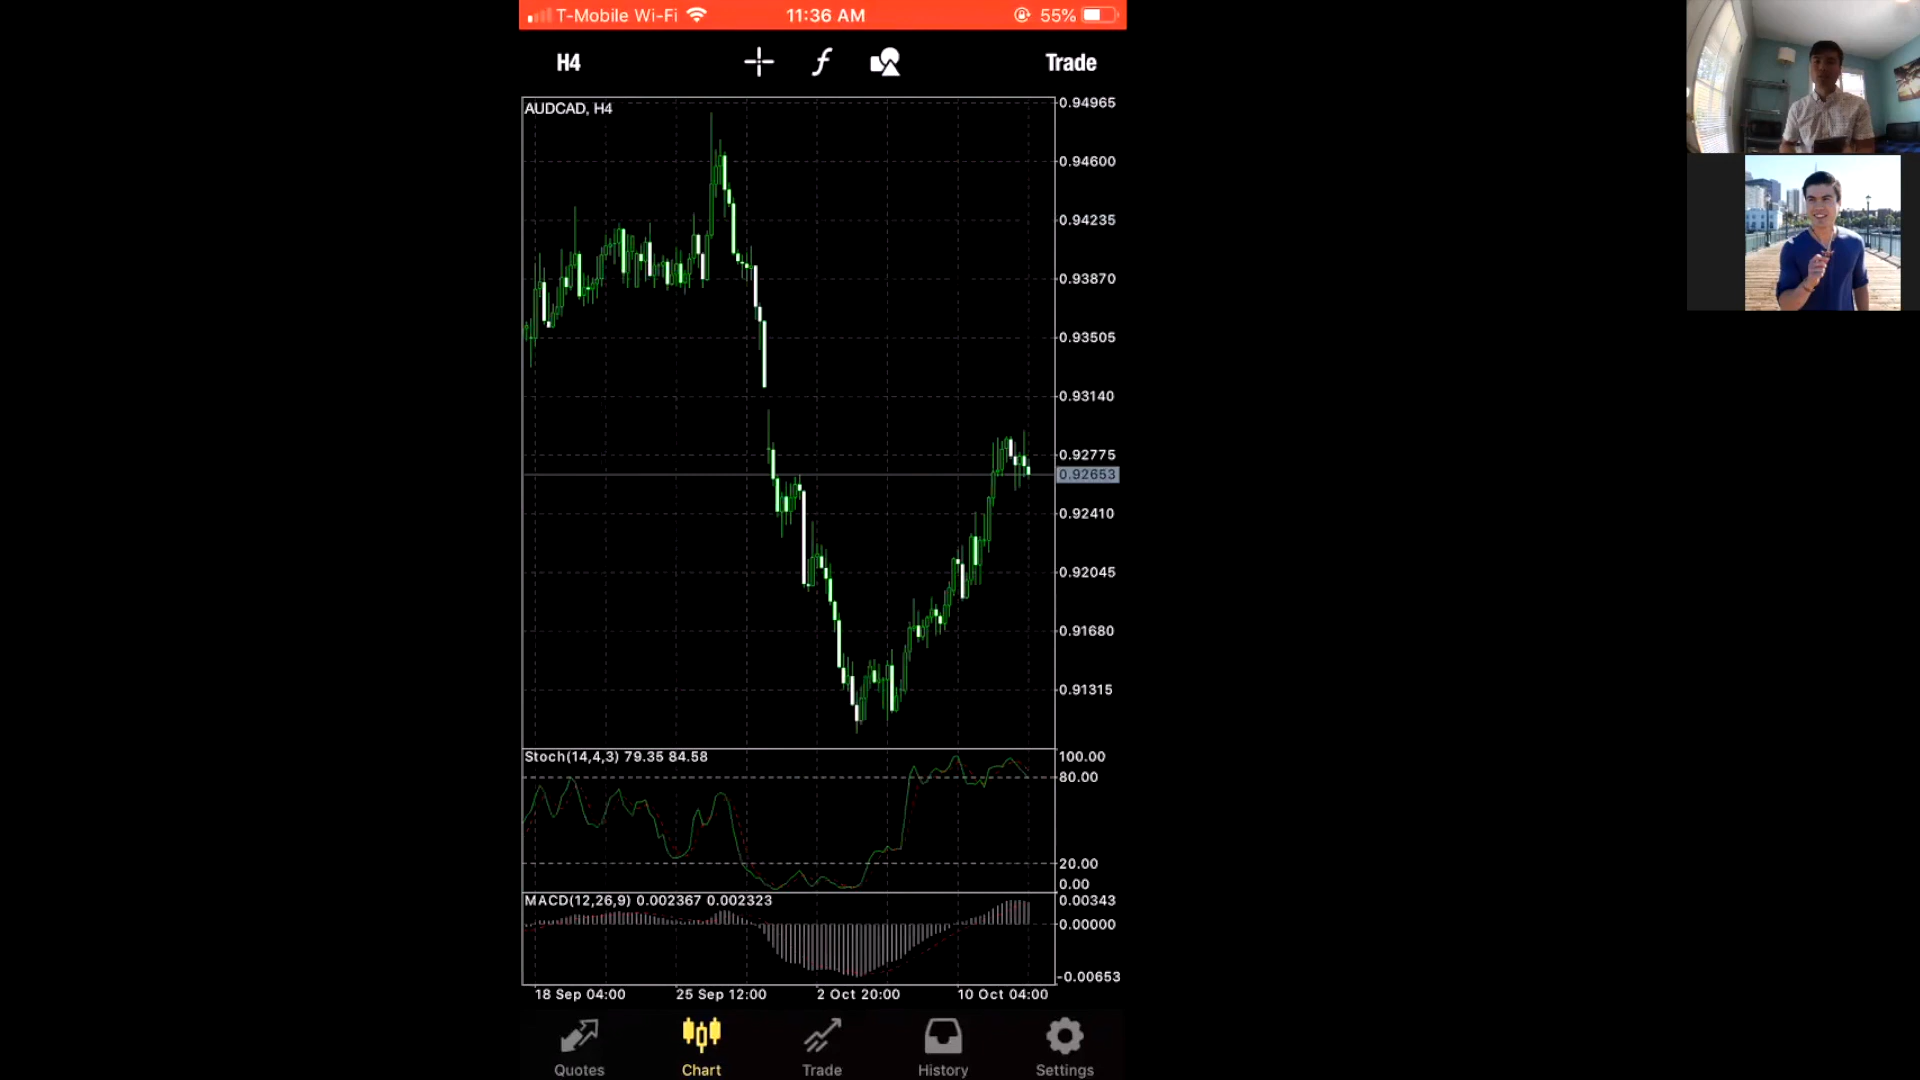 T-Mobile Wi-Fi 11:36 AM 55%
H4 Trade
AUDCAD, H4
0.94965
0.94600
0.94235
0.93870
0.93505
0.93140
0.92775
0.92653
0.92410
0.92045
0.91680
0.91315
Stoch(14,4,3) 79.35 84.58
100.00
80.00
20.00
0.00
MACD(12,26,9) 0.002367 0.002323
0.00343
0.00000
-0.00653
18 Sep 04:00 25 Sep 12:00 2 Oct 20:00 10 Oct 04:00
Quotes Chart Trade History Settings